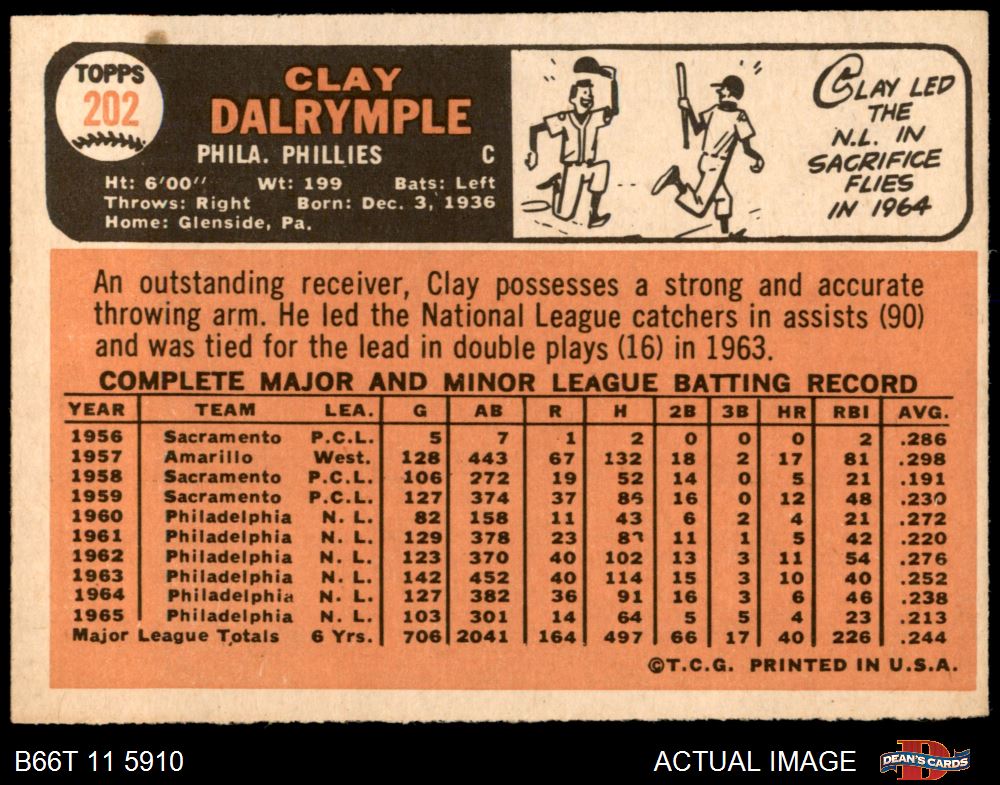 TOPPS
202
CLAY
DALRYMPLE
PHILA. PHILLIES C
Ht: 6'00'' Wt: 199 Bats: Left
Throws: Right Born: Dec. 3, 1936
Home: Glenside, Pa.
CLAY LED
THE
N.L. IN
SACRIFICE
FLIES
IN 1964
An outstanding receiver, Clay possesses a strong and accurate
throwing arm. He led the National League catchers in assists (90)
and was tied for the lead in double plays (16) in 1963.
COMPLETE MAJOR AND MINOR LEAGUE BATTING RECORD
YEAR TEAM LEA. G AB R H 2B 3B HR RBI AVG.
1956 Sacramento P.C.L. 5 7 1 2 0 0 0 2 .286
1957 Amarillo West. 128 443 67 132 18 2 17 81 .298
1958 Sacramento P.C.L. 106 272 19 52 14 0 5 21 .191
1959 Sacramento P.C.L. 127 374 37 86 16 0 12 48 .230
1960 Philadelphia N. L. 82 158 11 43 6 2 4 21 .272
1961 Philadelphia N. L. 129 378 23 11 1 5 42 .220
1962 Philadelphia N. L. 123 370 40 102 13 3 11 54 .276
1963 Philadelphia N. L. 142 452 40 114 15 3 10 40 .252
1964 Philadelphia N. L. 127 382 36 91 16 3 6 46 .238
1965 Philadelphia N. L. 103 301 14 64 5 5 4 23 .213
Major League Totals 6 Yrs. 706 2041 164 497 66 17 40 226 .244
©T.C.G. PRINTED IN U.S.A.
B66T 11 5910 ACTUAL IMAGE D DEAN'S CARDS